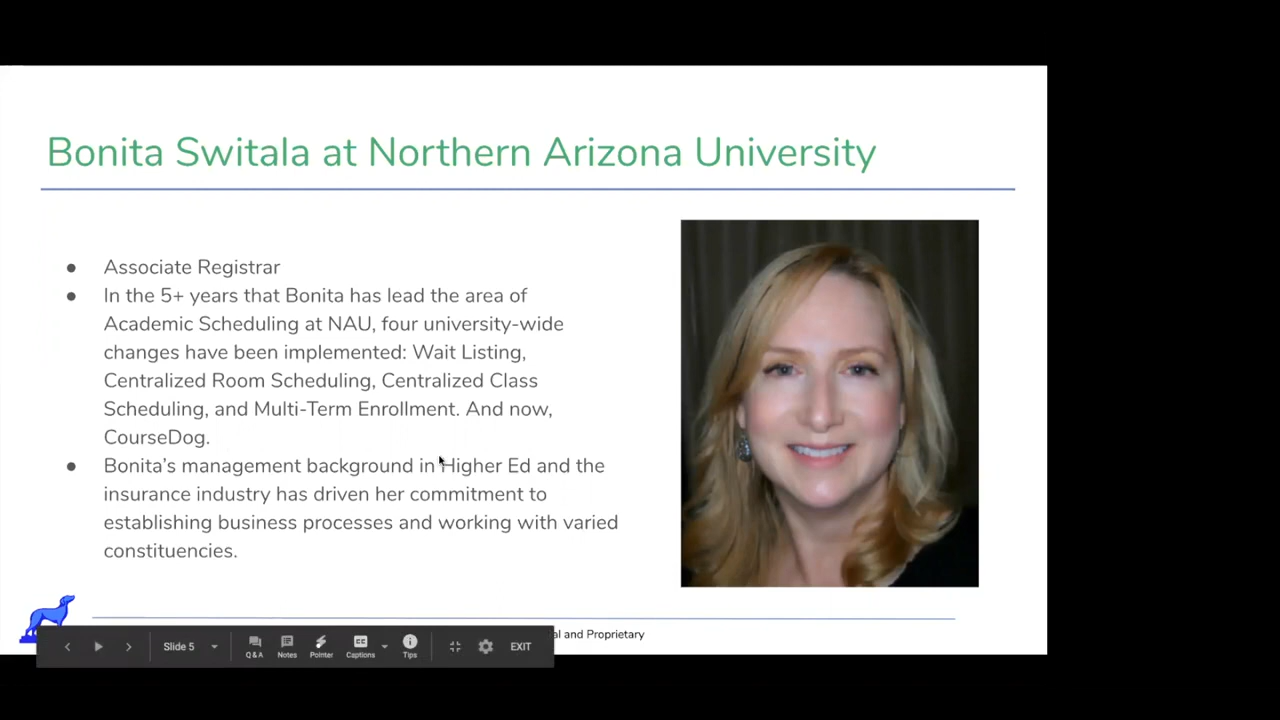 Bonita Switala at Northern Arizona University
● Associate Registrar
● In the 5+ years that Bonita has lead the area of
Academic Scheduling at NAU, four university-wide
changes have been implemented: Wait Listing,
Centralized Room Scheduling, Centralized Class
Scheduling, and Multi-Term Enrollment. And now,
CourseDog.
● Bonita’s management background in Higher Ed and the
insurance industry has driven her commitment to
establishing business processes and working with varied
constituencies.
and Proprietary
Slide 5 Q&A Notes Pointer CC Captions Tips EXIT